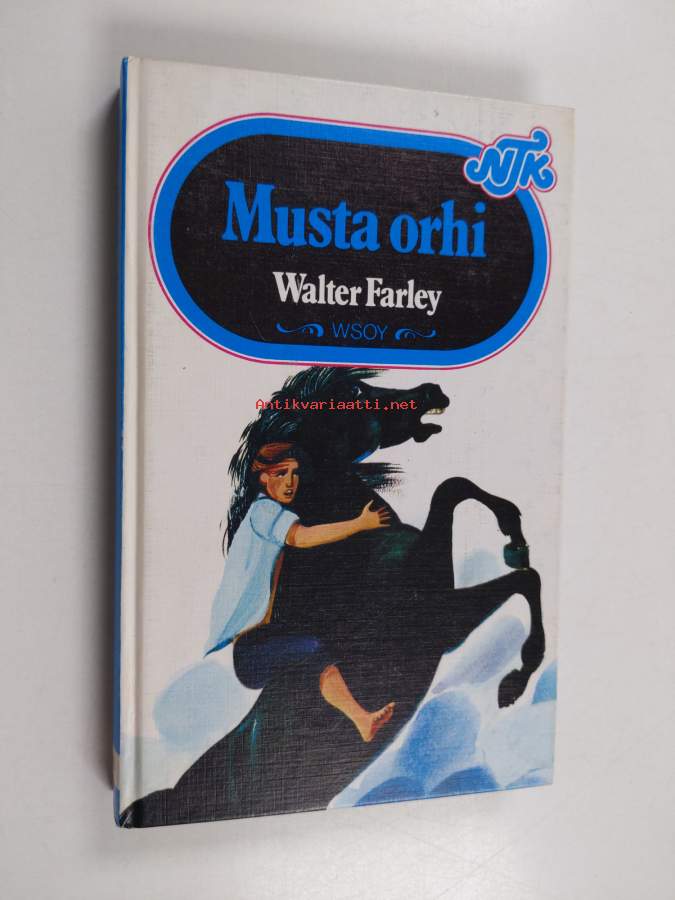 NTK
Musta orhi
Walter Farley
WSOY
Antikvariaatti.net